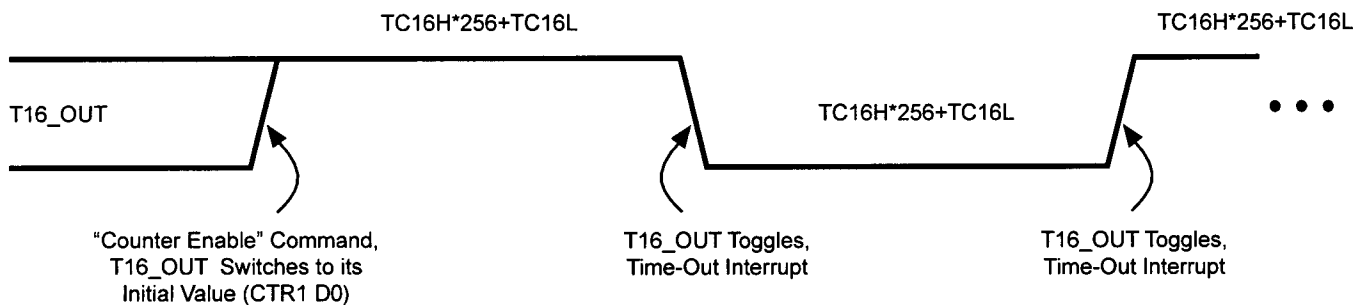 TC16H*256+TC16L
TC16H*256+TC16L
T16_OUT
TC16H*256+TC16L
“Counter Enable” Command,
T16_OUT Switches to its
Initial Value (CTR1 D0)
T16_OUT Toggles,
Time-Out Interrupt
T16_OUT Toggles,
Time-Out Interrupt